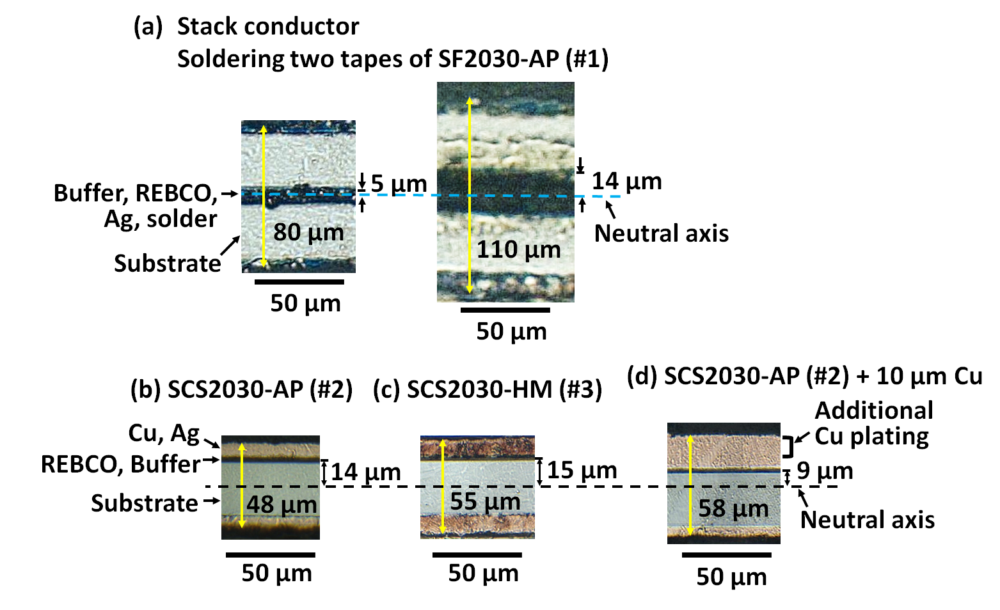 (a) Stack conductor
Soldering two tapes of SF2030-AP (#1)
Buffer, REBCO,
Ag, solder
Substrate
80 µm
5 µm
50 µm
110 µm
14 µm
Neutral axis
50 µm
(b) SCS2030-AP (#2)
Cu, Ag
REBCO, Buffer
Substrate
14 µm
48 µm
50 µm
(c) SCS2030-HM (#3)
15 µm
55 µm
50 µm
(d) SCS2030-AP (#2) + 10 µm Cu
Additional
Cu plating
9 µm
58 µm
Neutral axis
50 µm